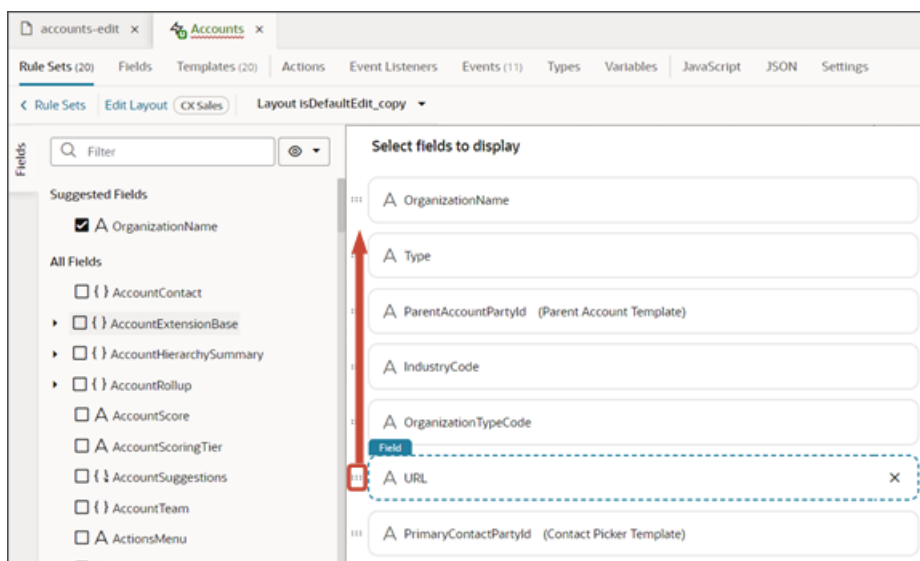 accounts-edit × Accounts ×
Rule Sets (20) Fields Templates (20) Actions Event Listeners Events (11) Types Variables JavaScript JSON Settings
Rule Sets Edit Layout CX Sales Layout isDefaultEdit_copy
Fields
Filter
Suggested Fields
A OrganizationName
All Fields
{ } AccountContact
{ } AccountExtensionBase
{ } AccountHierarchySummary
{ } AccountRollup
A AccountScore
A AccountScoringTier
AccountSuggestions
{ } AccountTeam
A ActionsMenu
Select fields to display
A OrganizationName
A Type
A ParentAccountPartyId (Parent Account Template)
A IndustryCode
A OrganizationTypeCode
Field
A URL ×
A PrimaryContactPartyId (Contact Picker Template)